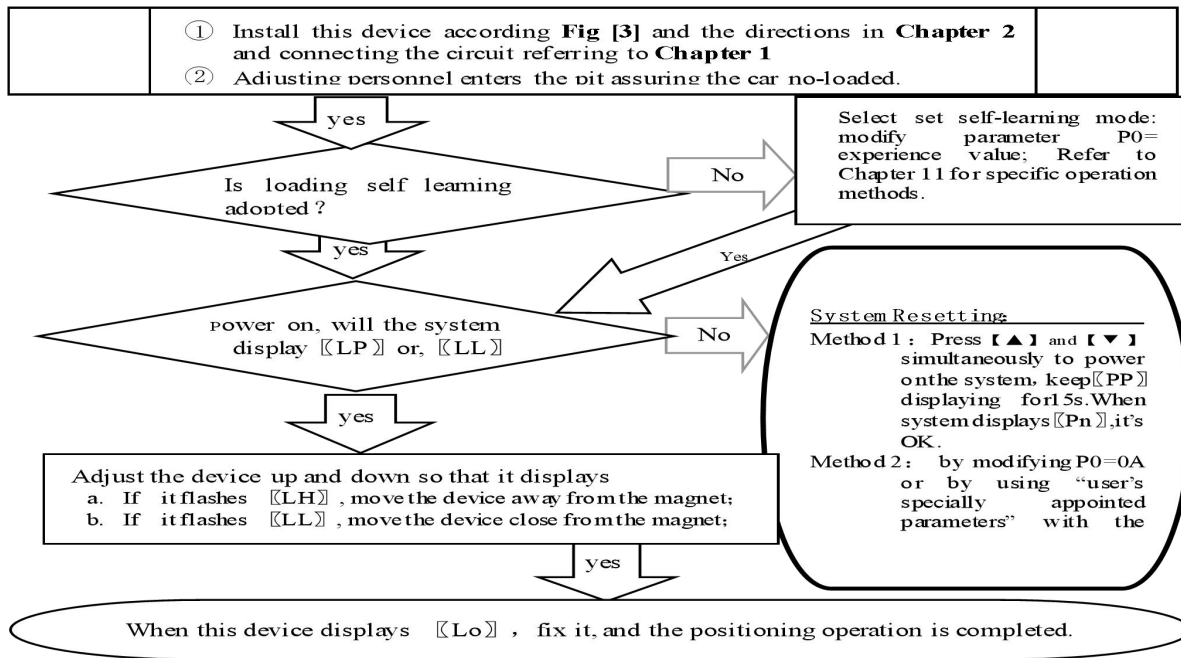 ① Install this device according Fig [3] and the directions in Chapter 2
and connecting the circuit referring to Chapter 1
② Adjusting personnel enters the pit assuring the car no-loaded.
yes
Select set self-learning mode:
modify parameter P0=
experience value; Refer to
Chapter 11 for specific operation
methods.
Is loading self learning
adopted？
No
yes
Yes
Power on, will the system
display 〖LP〗 or, 〖LL〗
No
System Resetting:
Method 1： Press【▲】and【▼】
simultaneously to power
onthe system, keep〖PP〗
displaying for15s.When
system displays〖Pn〗,it's
OK.
Method 2： by modifying P0=0A
or by using “user's
specially appointed
parameters” with the
yes
Adjust the device up and down so that it displays
a. If it flashes 〖LH〗, move the device away from the magnet;
b. If it flashes 〖LL〗, move the device close from the magnet;
yes
When this device displays 〖Lo〗, fix it, and the positioning operation is completed.